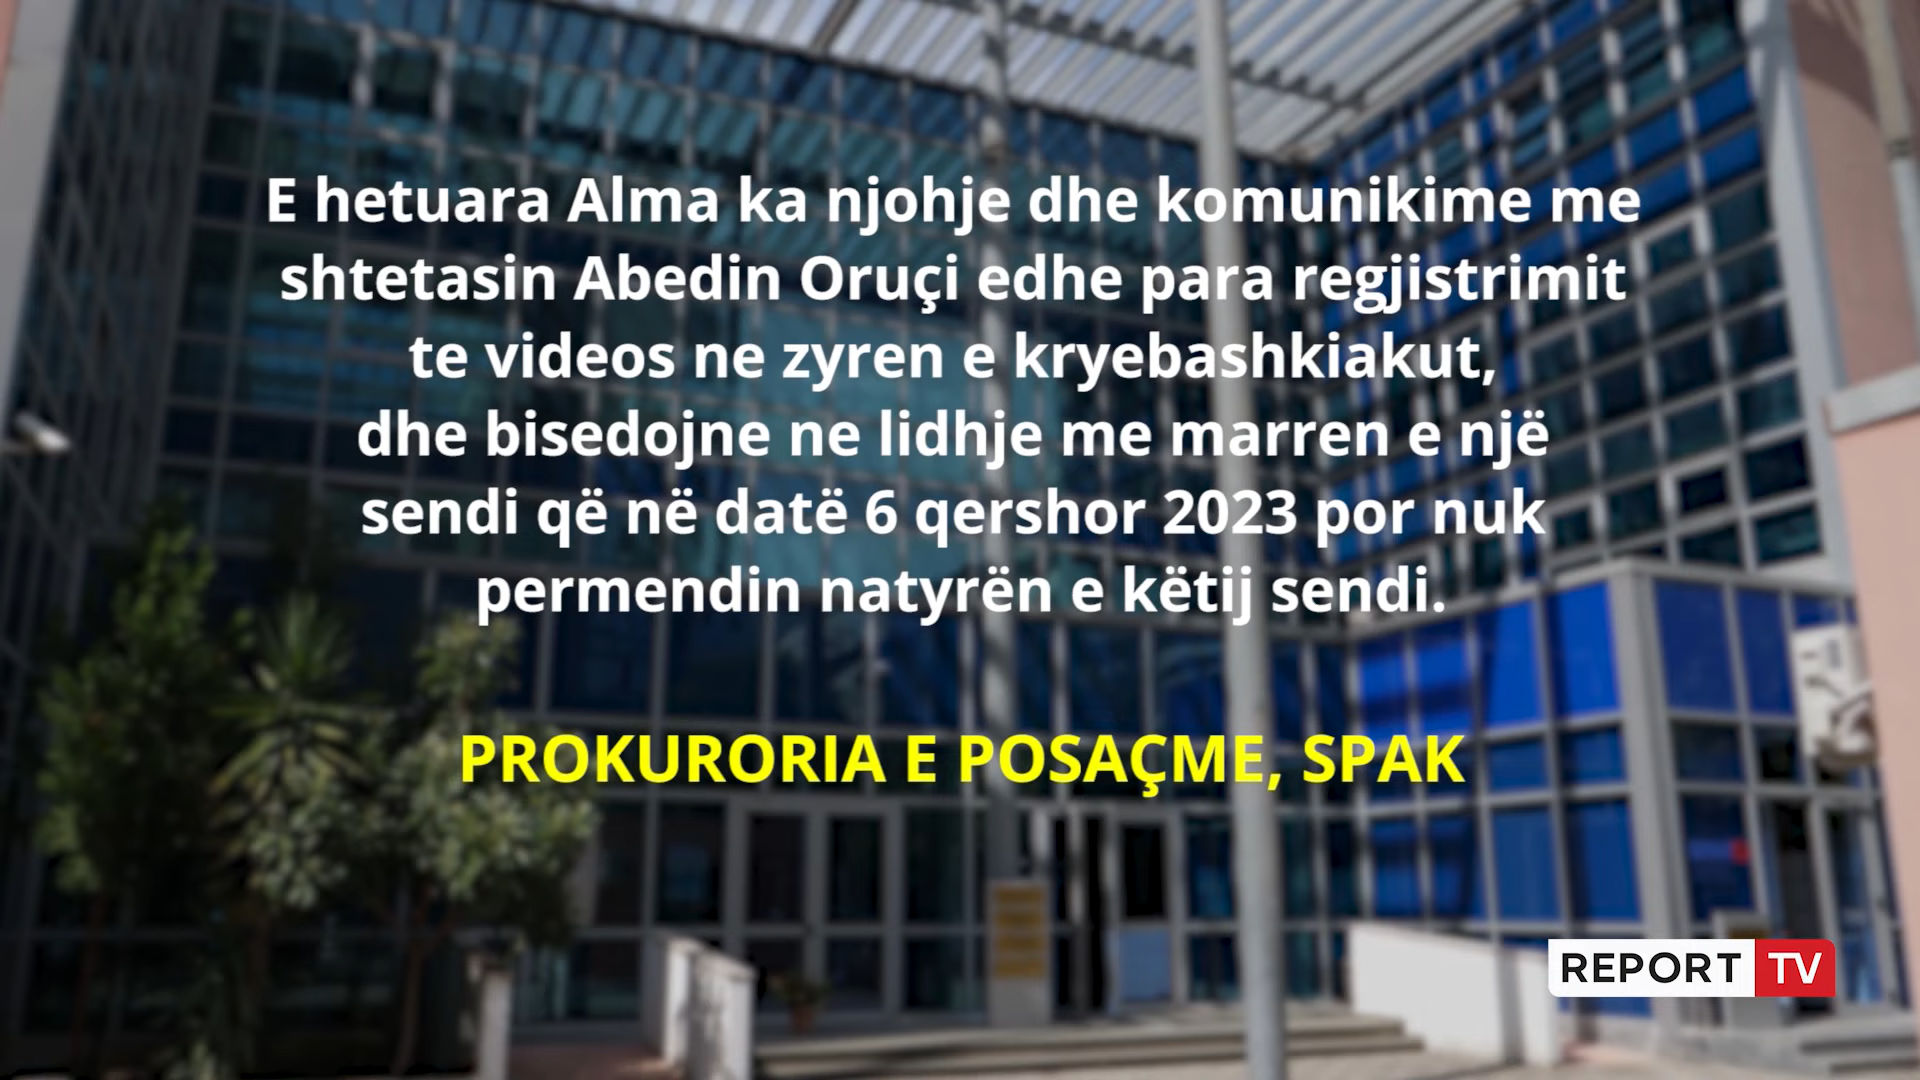 E hetuara Alma ka njohje dhe komunikime me
shtetasin Abedin Oruçi edhe para regjistrimit
te videos ne zyren e kryebashkiakut,
dhe bisedojne ne lidhje me marren e një
sendi që në datë 6 qershor 2023 por nuk
permendin natyrën e këtij sendi.
PROKURORIA E POSAÇME, SPAK
REPORT TV